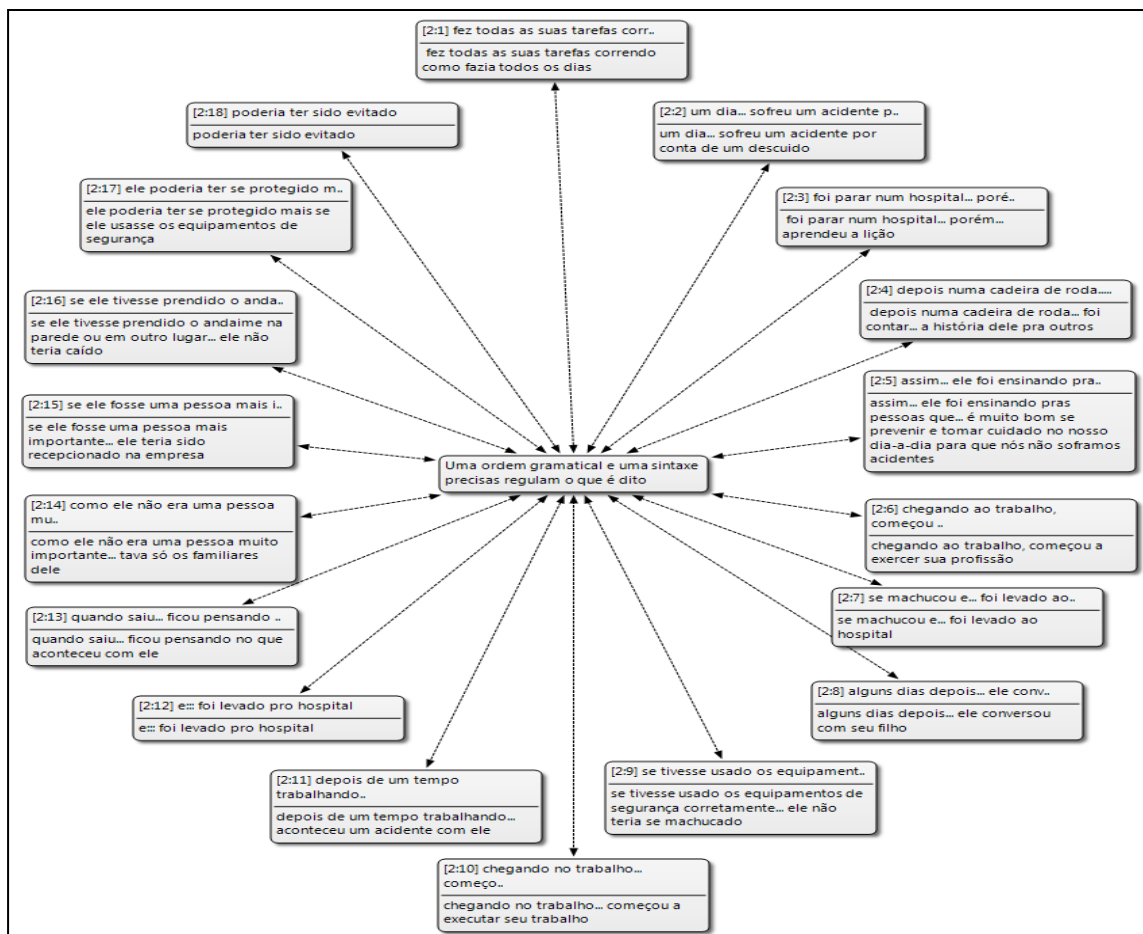 [2:1] fez todas as suas tarefas corr..
fez todas as suas tarefas correndo
como fazia todos os dias
[2:18] poderia ter sido evitado
poderia ter sido evitado
[2:2] um dia... sofreu um acidente p..
um dia... sofreu um acidente por
conta de um descuido
[2:17] ele poderia ter se protegido m..
ele poderia ter se protegido mais se
ele usasse os equipamentos de
segurança
[2:3] foi parar num hospital... poré..
foi parar num hospital... porém...
aprendeu a lição
[2:16] se ele tivesse prendido o anda..
se ele tivesse prendido o andaime na
parede ou em outro lugar... ele não
teria caído
[2:4] depois numa cadeira de roda.....
depois numa cadeira de roda... foi
contar... a história dele pra outros
[2:15] se ele fosse uma pessoa mais i..
se ele fosse uma pessoa mais
importante... ele teria sido
recepcionado na empresa
[2:5] assim... ele foi ensinando pra..
assim... ele foi ensinando pras
pessoas que... é muito bom se
prevenir e tomar cuidado no nosso
dia-a-dia para que nós não soframos
acidentes
Uma ordem gramatical e uma sintaxe
precisas regulam o que é dito
[2:14] como ele não era uma pessoa
mu..
como ele não era uma pessoa muito
importante... tava só os familiares
dele
[2:6] chegando ao trabalho,
começou ..
chegando ao trabalho, começou a
exercer sua profissão
[2:13] quando saiu... ficou pensando ..
quando saiu... ficou pensando no que
aconteceu com ele
[2:7] se machucou e... foi levado ao..
se machucou e... foi levado ao
hospital
[2:12] e::: foi levado pro hospital
e::: foi levado pro hospital
[2:8] alguns dias depois... ele conv..
alguns dias depois... ele conversou
com seu filho
[2:11] depois de um tempo
trabalhando..
depois de um tempo trabalhando...
aconteceu um acidente com ele
[2:9] se tivesse usado os equipament..
se tivesse usado os equipamentos de
segurança corretamente... ele não
teria se machucado
[2:10] chegando no trabalho...
começo..
chegando no trabalho... começou a
executar seu trabalho